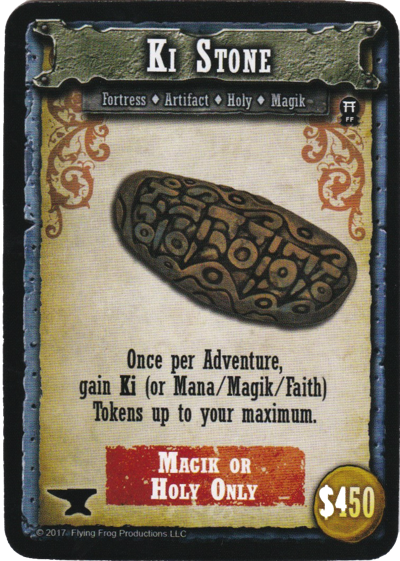 Ki Stone
Fortress ♦ Artifact ♦ Holy ♦ Magik
FF
Once per Adventure,
gain Ki (or Mana/Magik/Faith)
Tokens up to your maximum.
Magik or
Holy Only
$450
© 2017 Flying Frog Productions LLC